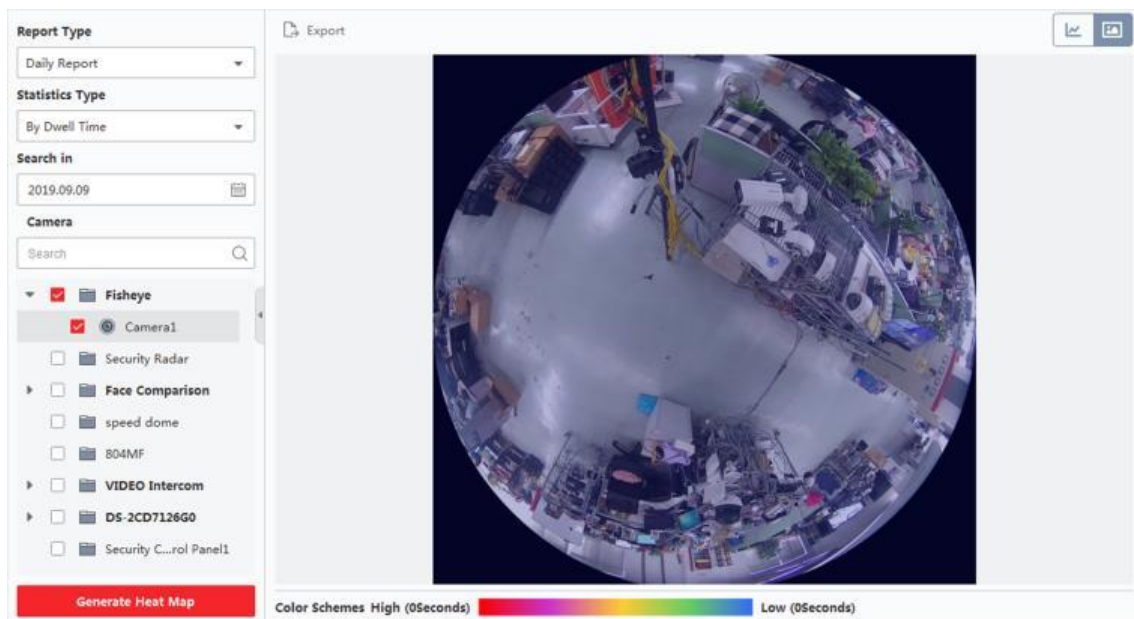 Report Type
Daily Report
Statistics Type
By Dwell Time
Search in
2019.09.09
Camera
Search
Fisheye
Camera1
Security Radar
Face Comparison
speed dome
804MF
VIDEO Intercom
DS-2CD7126G0
Security C...rol Panel1
Generate Heat Map
Export
Color Schemes High (0Seconds) Low (0Seconds)